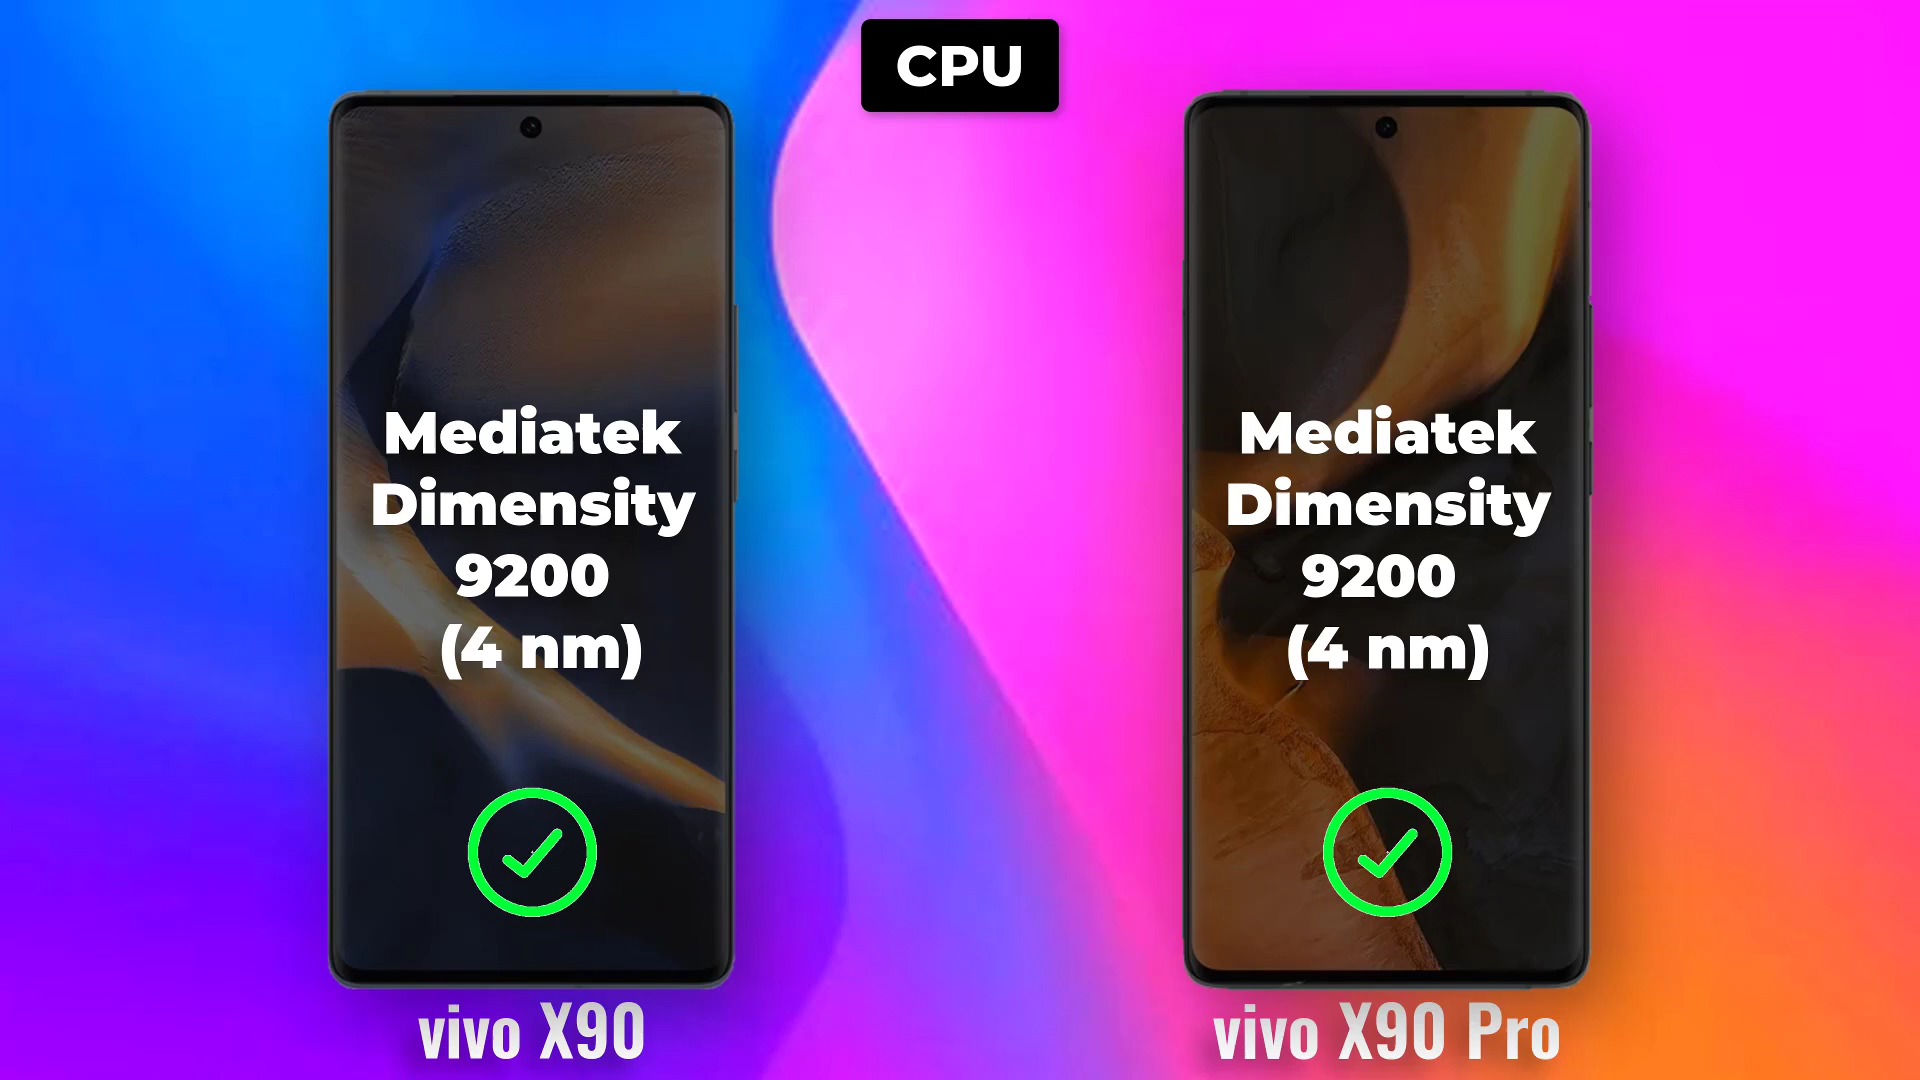 CPU
Mediatek
Dimensity
9200
(4 nm)
vivo X90
Mediatek
Dimensity
9200
(4 nm)
vivo X90 Pro